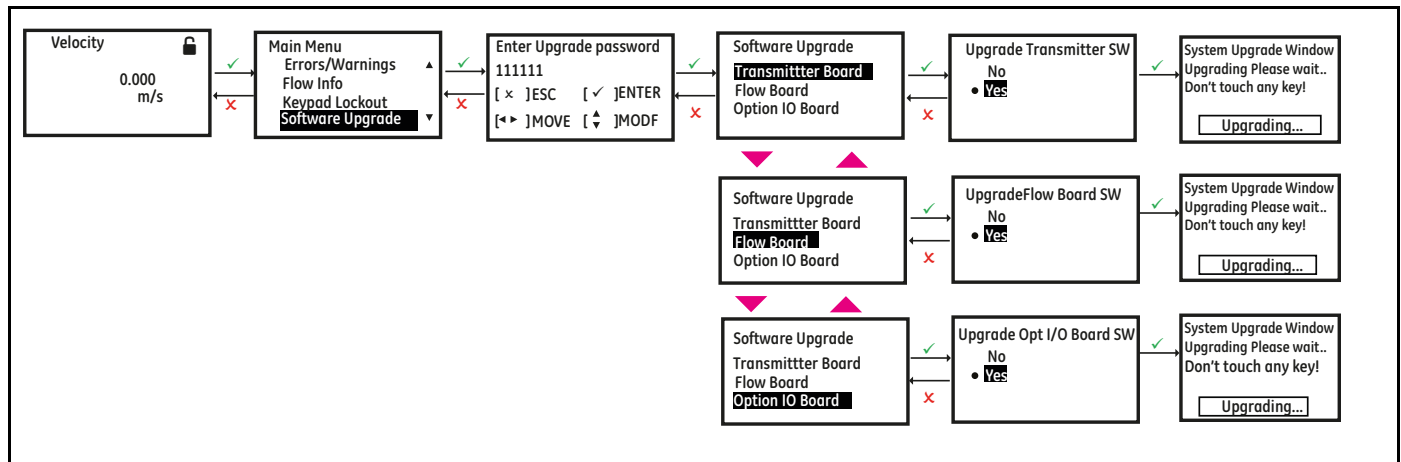 Velocity
0.000
m/s
Main Menu
Errors/Warnings
Flow Info
Keypad Lockout
Software Upgrade
Enter Upgrade password
111111
[ × ]ESC [ ✓ ]ENTER
[◂ ▸ ]MOVE [ ▴▾ ]MODF
Software Upgrade
Transmittter Board
Flow Board
Option IO Board
Upgrade Transmitter SW
No
● Yes
System Upgrade Window
Upgrading Please wait..
Don't touch any key!
Upgrading...
Software Upgrade
Transmittter Board
Flow Board
Option IO Board
UpgradeFlow Board SW
No
● Yes
System Upgrade Window
Upgrading Please wait..
Don't touch any key!
Upgrading...
Software Upgrade
Transmittter Board
Flow Board
Option IO Board
Upgrade Opt I/O Board SW
No
● Yes
System Upgrade Window
Upgrading Please wait..
Don't touch any key!
Upgrading...